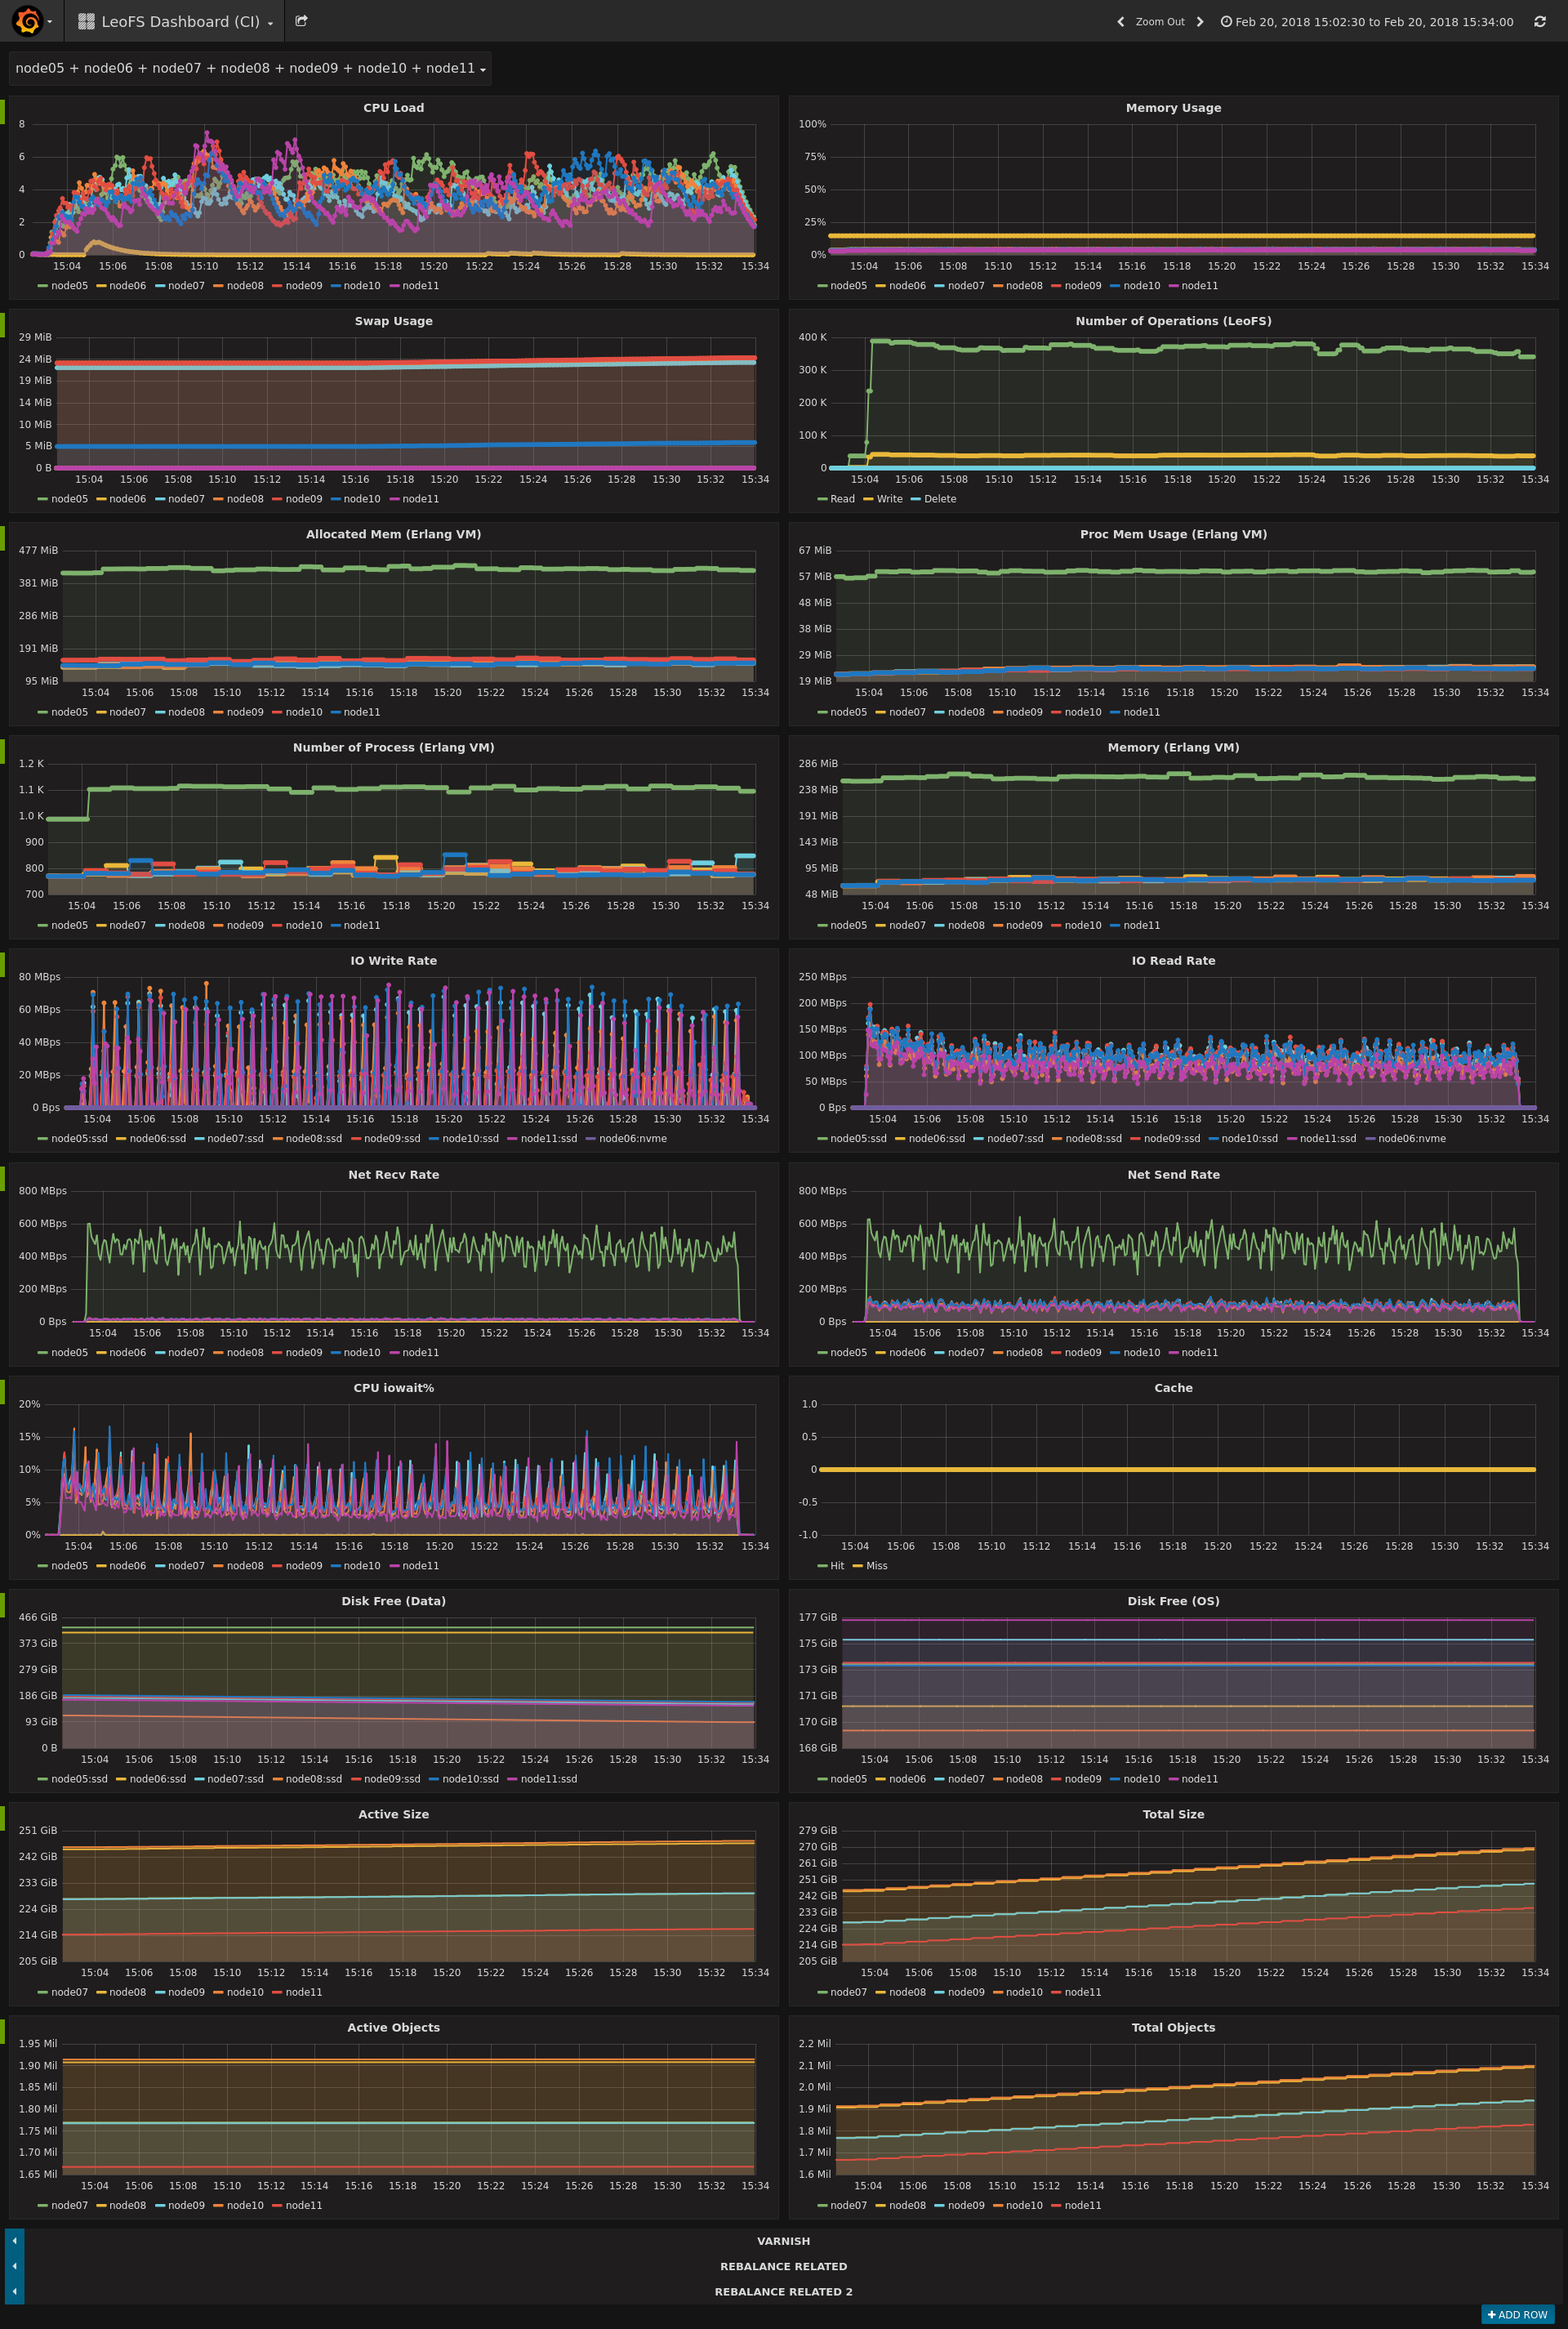 LeoFS Dashboard (CI)
Zoom Out
Feb 20, 2018 15:02:30 to Feb 20, 2018 15:34:00
node05 + node06 + node07 + node08 + node09 + node10 + node11
CPU Load
8
6
4
2
0
15:04 15:06 15:08 15:10 15:12 15:14 15:16 15:18 15:20 15:22 15:24 15:26 15:28 15:30 15:32 15:34
node05 node06 node07 node08 node09 node10 node11
Memory Usage
100%
75%
50%
25%
0%
15:04 15:06 15:08 15:10 15:12 15:14 15:16 15:18 15:20 15:22 15:24 15:26 15:28 15:30 15:32 15:34
node05 node06 node07 node08 node09 node10 node11
Swap Usage
29 MiB
24 MiB
19 MiB
14 MiB
10 MiB
5 MiB
0 B
15:04 15:06 15:08 15:10 15:12 15:14 15:16 15:18 15:20 15:22 15:24 15:26 15:28 15:30 15:32 15:34
node05 node06 node07 node08 node09 node10 node11
Number of Operations (LeoFS)
400 K
300 K
200 K
100 K
0
15:04 15:06 15:08 15:10 15:12 15:14 15:16 15:18 15:20 15:22 15:24 15:26 15:28 15:30 15:32 15:34
Read Write Delete
Allocated Mem (Erlang VM)
477 MiB
381 MiB
286 MiB
191 MiB
95 MiB
15:04 15:06 15:08 15:10 15:12 15:14 15:16 15:18 15:20 15:22 15:24 15:26 15:28 15:30 15:32 15:34
node05 node07 node08 node09 node10 node11
Proc Mem Usage (Erlang VM)
67 MiB
57 MiB
48 MiB
38 MiB
29 MiB
19 MiB
15:04 15:06 15:08 15:10 15:12 15:14 15:16 15:18 15:20 15:22 15:24 15:26 15:28 15:30 15:32 15:34
node05 node07 node08 node09 node10 node11
Number of Process (Erlang VM)
1.2 K
1.1 K
1.0 K
900
800
700
15:04 15:06 15:08 15:10 15:12 15:14 15:16 15:18 15:20 15:22 15:24 15:26 15:28 15:30 15:32 15:34
node05 node07 node08 node09 node10 node11
Memory (Erlang VM)
286 MiB
238 MiB
191 MiB
143 MiB
95 MiB
48 MiB
15:04 15:06 15:08 15:10 15:12 15:14 15:16 15:18 15:20 15:22 15:24 15:26 15:28 15:30 15:32 15:34
node05 node07 node08 node09 node10 node11
IO Write Rate
80 MBps
60 MBps
40 MBps
20 MBps
0 Bps
15:04 15:06 15:08 15:10 15:12 15:14 15:16 15:18 15:20 15:22 15:24 15:26 15:28 15:30 15:32 15:34
node05:ssd node06:ssd node07:ssd node08:ssd node09:ssd node10:ssd node11:ssd node06:nvme
IO Read Rate
250 MBps
200 MBps
150 MBps
100 MBps
50 MBps
0 Bps
15:04 15:06 15:08 15:10 15:12 15:14 15:16 15:18 15:20 15:22 15:24 15:26 15:28 15:30 15:32 15:34
node05:ssd node06:ssd node07:ssd node08:ssd node09:ssd node10:ssd node11:ssd node06:nvme
Net Recv Rate
800 MBps
600 MBps
400 MBps
200 MBps
0 Bps
15:04 15:06 15:08 15:10 15:12 15:14 15:16 15:18 15:20 15:22 15:24 15:26 15:28 15:30 15:32 15:34
node05 node06 node07 node08 node09 node10 node11
Net Send Rate
800 MBps
600 MBps
400 MBps
200 MBps
0 Bps
15:04 15:06 15:08 15:10 15:12 15:14 15:16 15:18 15:20 15:22 15:24 15:26 15:28 15:30 15:32 15:34
node05 node06 node07 node08 node09 node10 node11
CPU iowait%
20%
15%
10%
5%
0%
15:04 15:06 15:08 15:10 15:12 15:14 15:16 15:18 15:20 15:22 15:24 15:26 15:28 15:30 15:32 15:34
node05 node06 node07 node08 node09 node10 node11
Cache
1.0
0.5
0
-0.5
-1.0
15:04 15:06 15:08 15:10 15:12 15:14 15:16 15:18 15:20 15:22 15:24 15:26 15:28 15:30 15:32 15:34
Hit Miss
Disk Free (Data)
466 GiB
373 GiB
279 GiB
186 GiB
93 GiB
0 B
15:04 15:06 15:08 15:10 15:12 15:14 15:16 15:18 15:20 15:22 15:24 15:26 15:28 15:30 15:32 15:34
node05:ssd node06:ssd node07:ssd node08:ssd node09:ssd node10:ssd node11:ssd
Disk Free (OS)
177 GiB
175 GiB
173 GiB
171 GiB
170 GiB
168 GiB
15:04 15:06 15:08 15:10 15:12 15:14 15:16 15:18 15:20 15:22 15:24 15:26 15:28 15:30 15:32 15:34
node05 node06 node07 node08 node09 node10 node11
Active Size
251 GiB
242 GiB
233 GiB
224 GiB
214 GiB
205 GiB
15:04 15:06 15:08 15:10 15:12 15:14 15:16 15:18 15:20 15:22 15:24 15:26 15:28 15:30 15:32 15:34
node07 node08 node09 node10 node11
Total Size
279 GiB
270 GiB
261 GiB
251 GiB
242 GiB
233 GiB
224 GiB
214 GiB
205 GiB
15:04 15:06 15:08 15:10 15:12 15:14 15:16 15:18 15:20 15:22 15:24 15:26 15:28 15:30 15:32 15:34
node07 node08 node09 node10 node11
Active Objects
1.95 Mil
1.90 Mil
1.85 Mil
1.80 Mil
1.75 Mil
1.70 Mil
1.65 Mil
15:04 15:06 15:08 15:10 15:12 15:14 15:16 15:18 15:20 15:22 15:24 15:26 15:28 15:30 15:32 15:34
node07 node08 node09 node10 node11
Total Objects
2.2 Mil
2.1 Mil
2.0 Mil
1.9 Mil
1.8 Mil
1.7 Mil
1.6 Mil
15:04 15:06 15:08 15:10 15:12 15:14 15:16 15:18 15:20 15:22 15:24 15:26 15:28 15:30 15:32 15:34
node07 node08 node09 node10 node11
VARNISH
REBALANCE RELATED
REBALANCE RELATED 2
ADD ROW